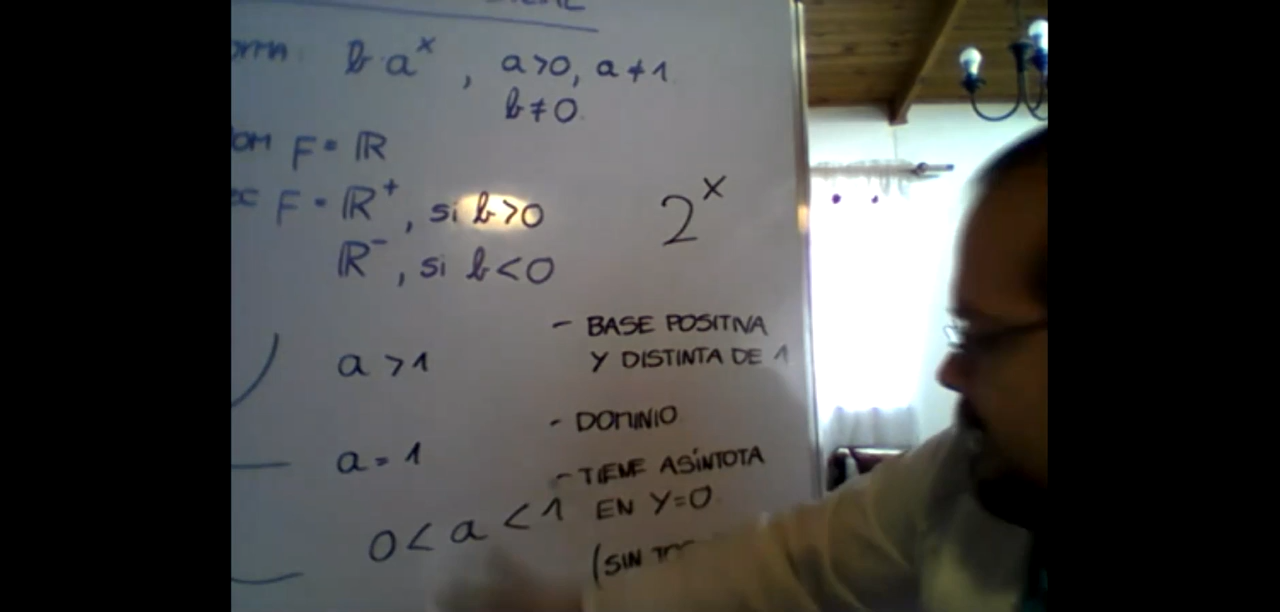 b·aˣ , a>0, a≠1
b≠0.
F = ℝ
F = ℝ⁺, si b>0
ℝ⁻, si b<0
2ˣ
- BASE POSITIVA
Y DISTINTA DE 1
a>1
- DOMINIO
a=1
- TIENE ASÍNTOTA
EN Y=0.
0<a<1
(SIN